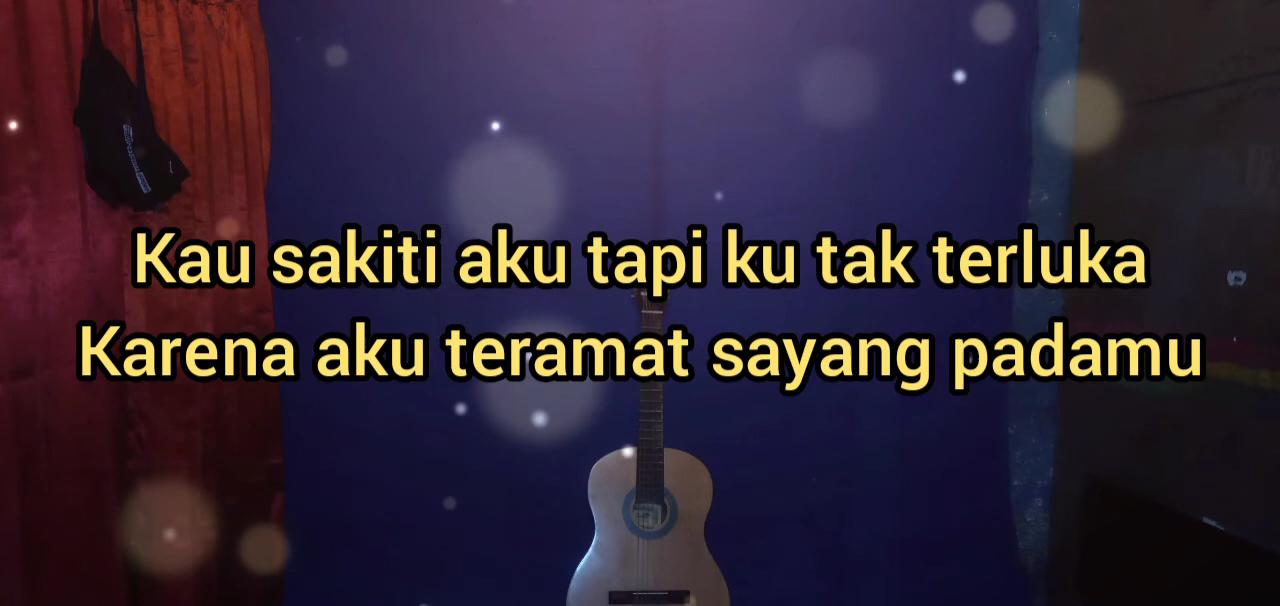 Kau sakiti aku tapi ku tak terluka
Karena aku teramat sayang padamu